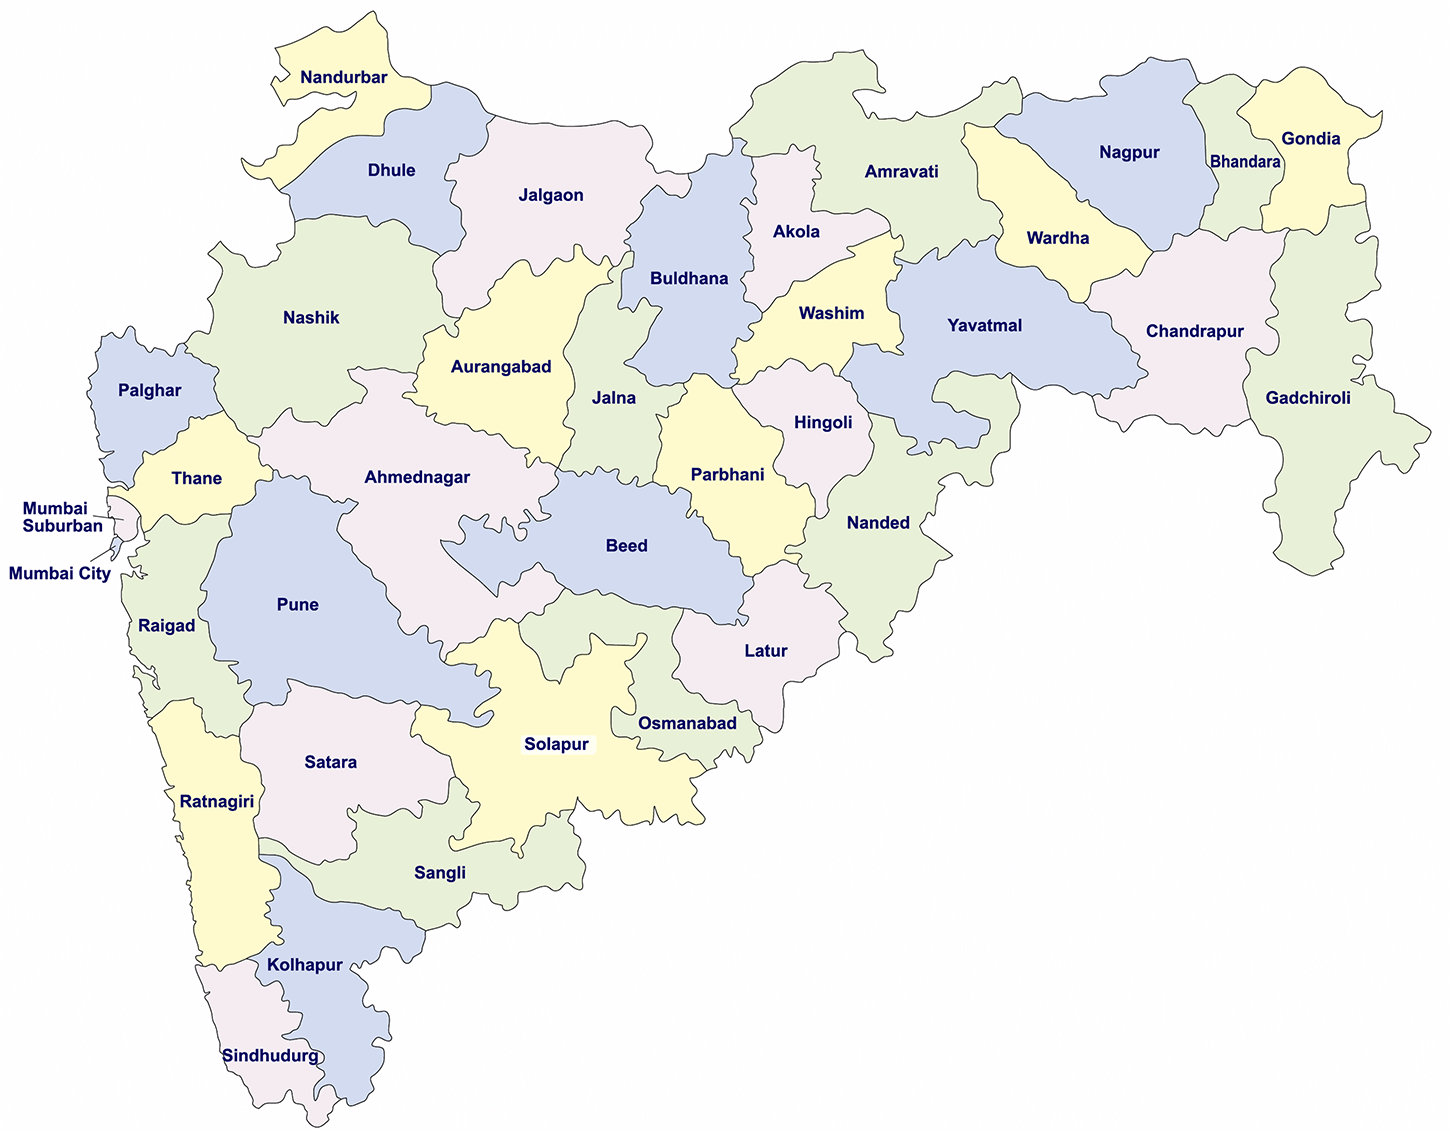 Nandurbar
Dhule
Jalgaon
Amravati
Nagpur
Bhandara
Gondia
Akola
Wardha
Buldhana
Nashik
Washim
Yavatmal
Chandrapur
Aurangabad
Palghar
Jalna
Gadchiroli
Hingoli
Thane
Ahmednagar
Parbhani
Mumbai
Suburban
Nanded
Beed
Mumbai City
Pune
Raigad
Latur
Osmanabad
Solapur
Satara
Ratnagiri
Sangli
Kolhapur
Sindhudurg